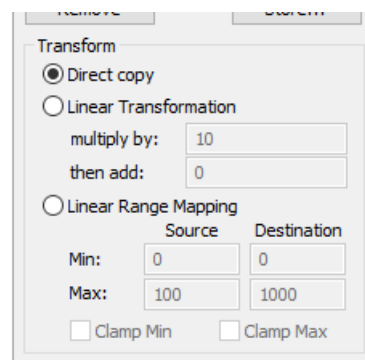 Remove
Transform
Direct copy
Linear Transformation
multiply by: 10
then add: 0
Linear Range Mapping
Source Destination
Min: 0 0
Max: 100 1000
Clamp Min Clamp Max